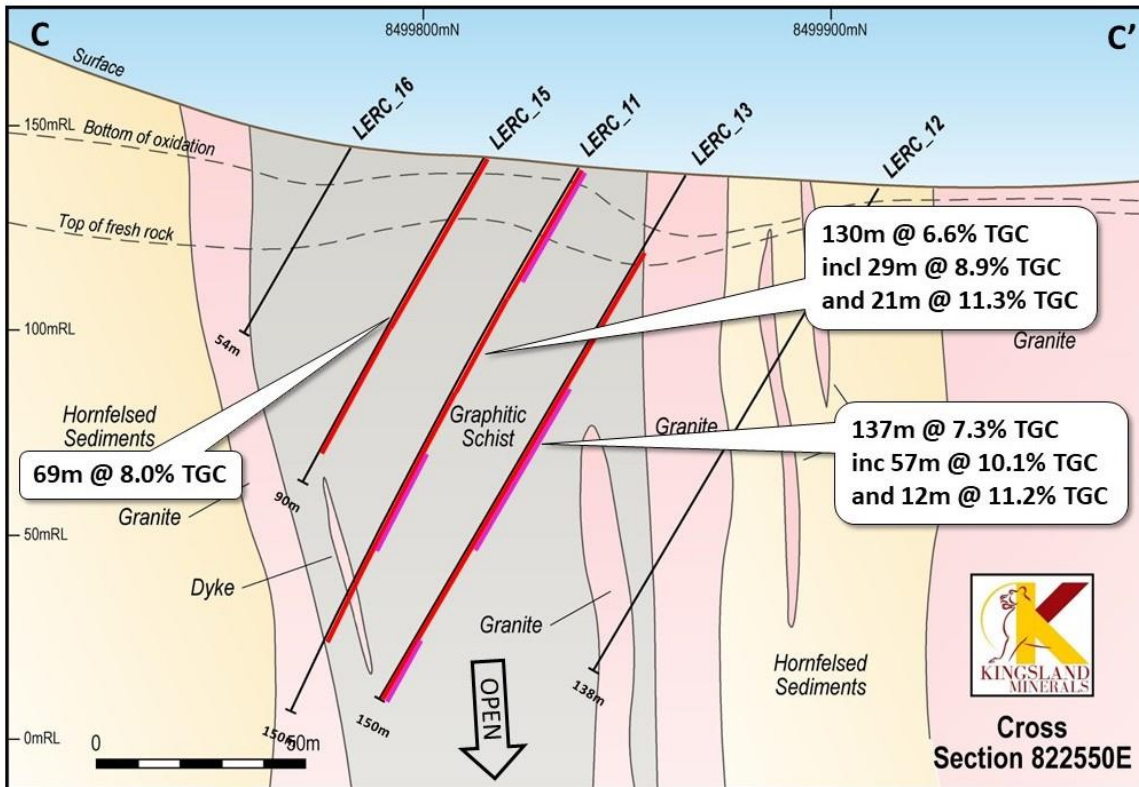 C
8499800mN
8499900mN
C'
Surface
LERC_16
LERC_15
LERC_11
LERC_13
LERC_12
150mRL
Bottom of oxidation
Top of fresh rock
130m @ 6.6% TGC
incl 29m @ 8.9% TGC
and 21m @ 11.3% TGC
100mRL
54m
Granite
Hornfelsed
Sediments
Graphitic
Schist
Granite
137m @ 7.3% TGC
inc 57m @ 10.1% TGC
and 12m @ 11.2% TGC
69m @ 8.0% TGC
90m
Granite
50mRL
Dyke
Granite
138m
Hornfelsed
Sediments
OPEN
150m
150m
0mRL
0
50m
K
KINGSLAND
MINERALS
Cross
Section 822550E